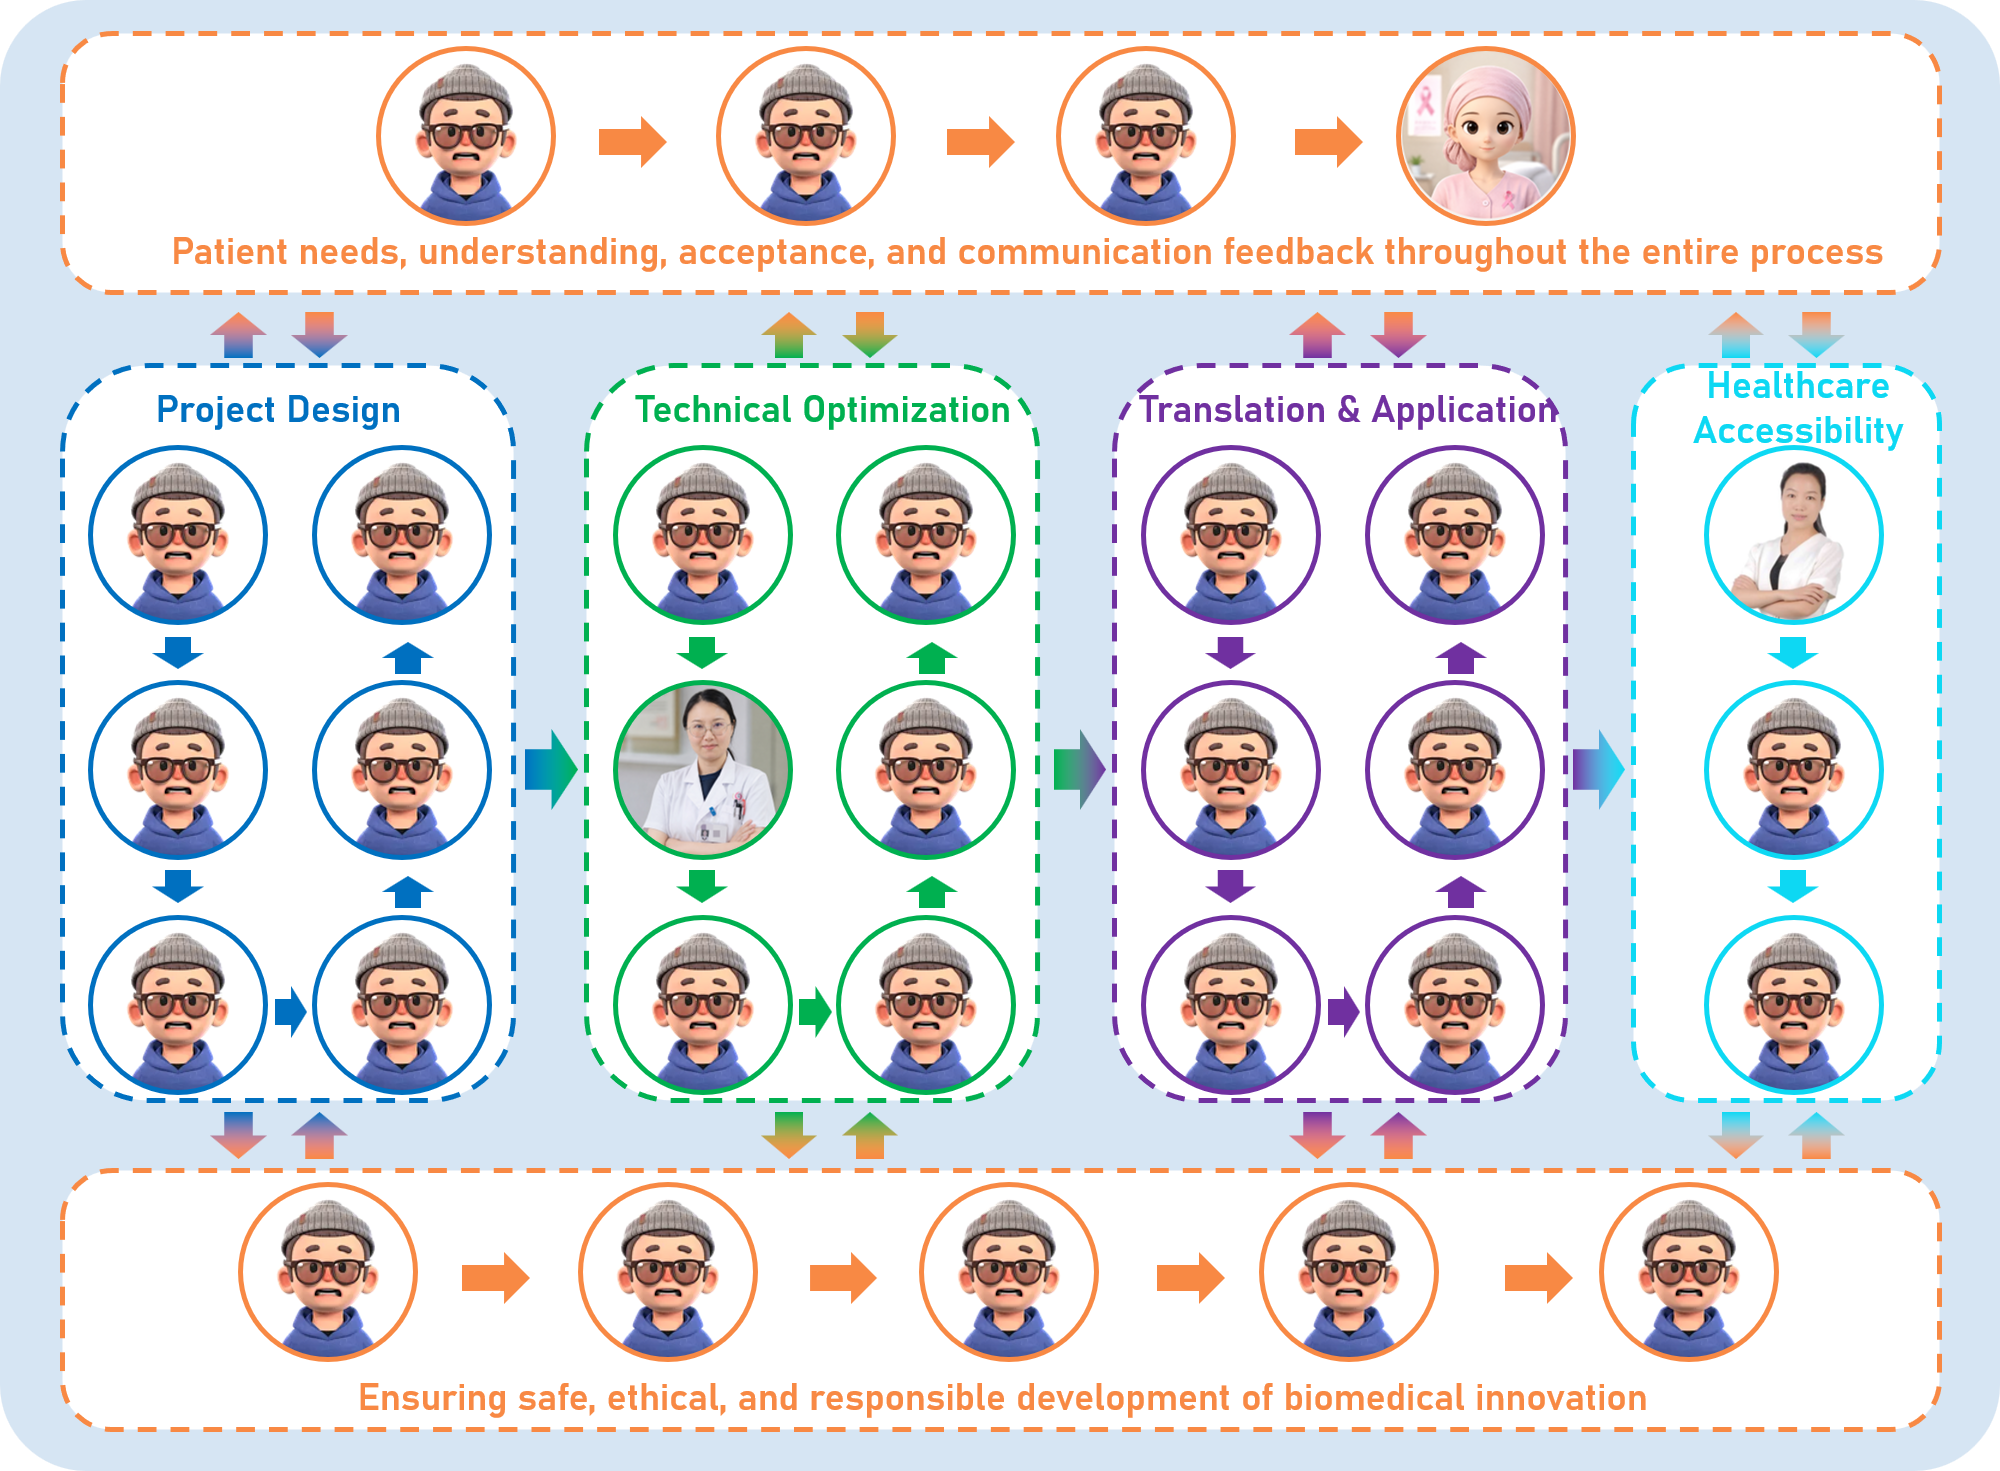 Patient needs, understanding, acceptance, and communication feedback throughout the entire process
Project Design
Technical Optimization
Translation & Application
Healthcare
Accessibility
Ensuring safe, ethical, and responsible development of biomedical innovation